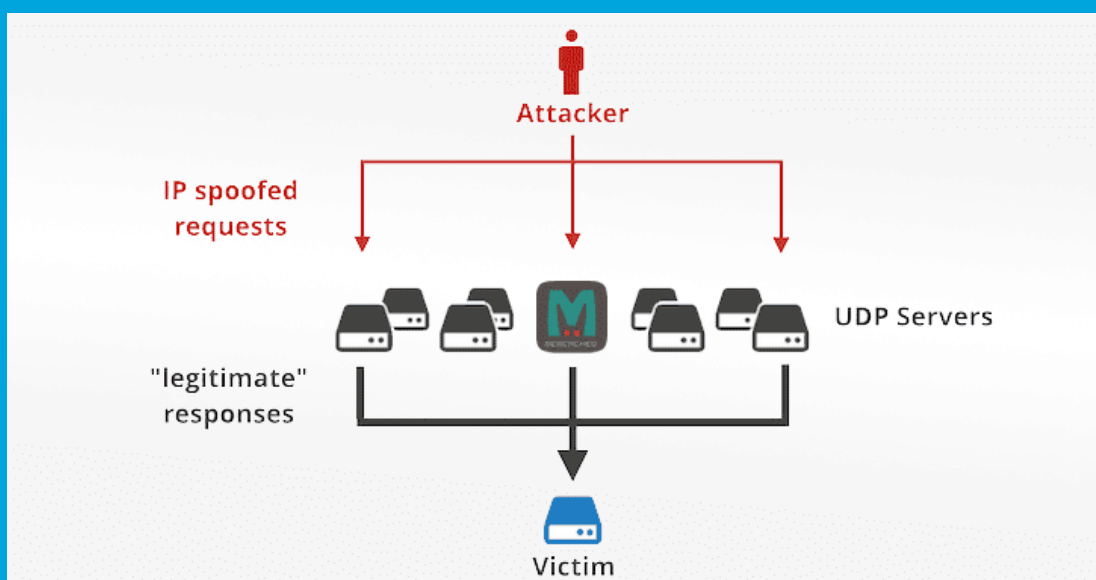 Attacker
IP spoofed
requests
UDP Servers
"legitimate"
responses
Victim